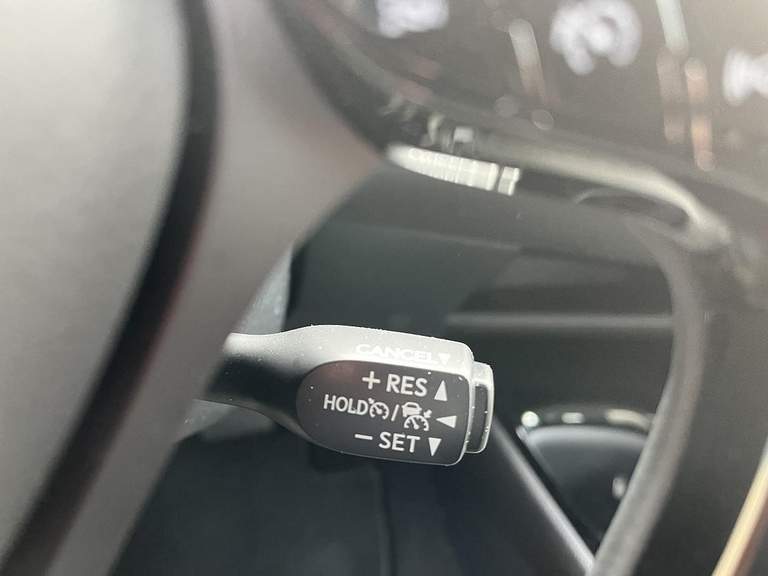 CANCEL
+ RES
HOLD /
− SET